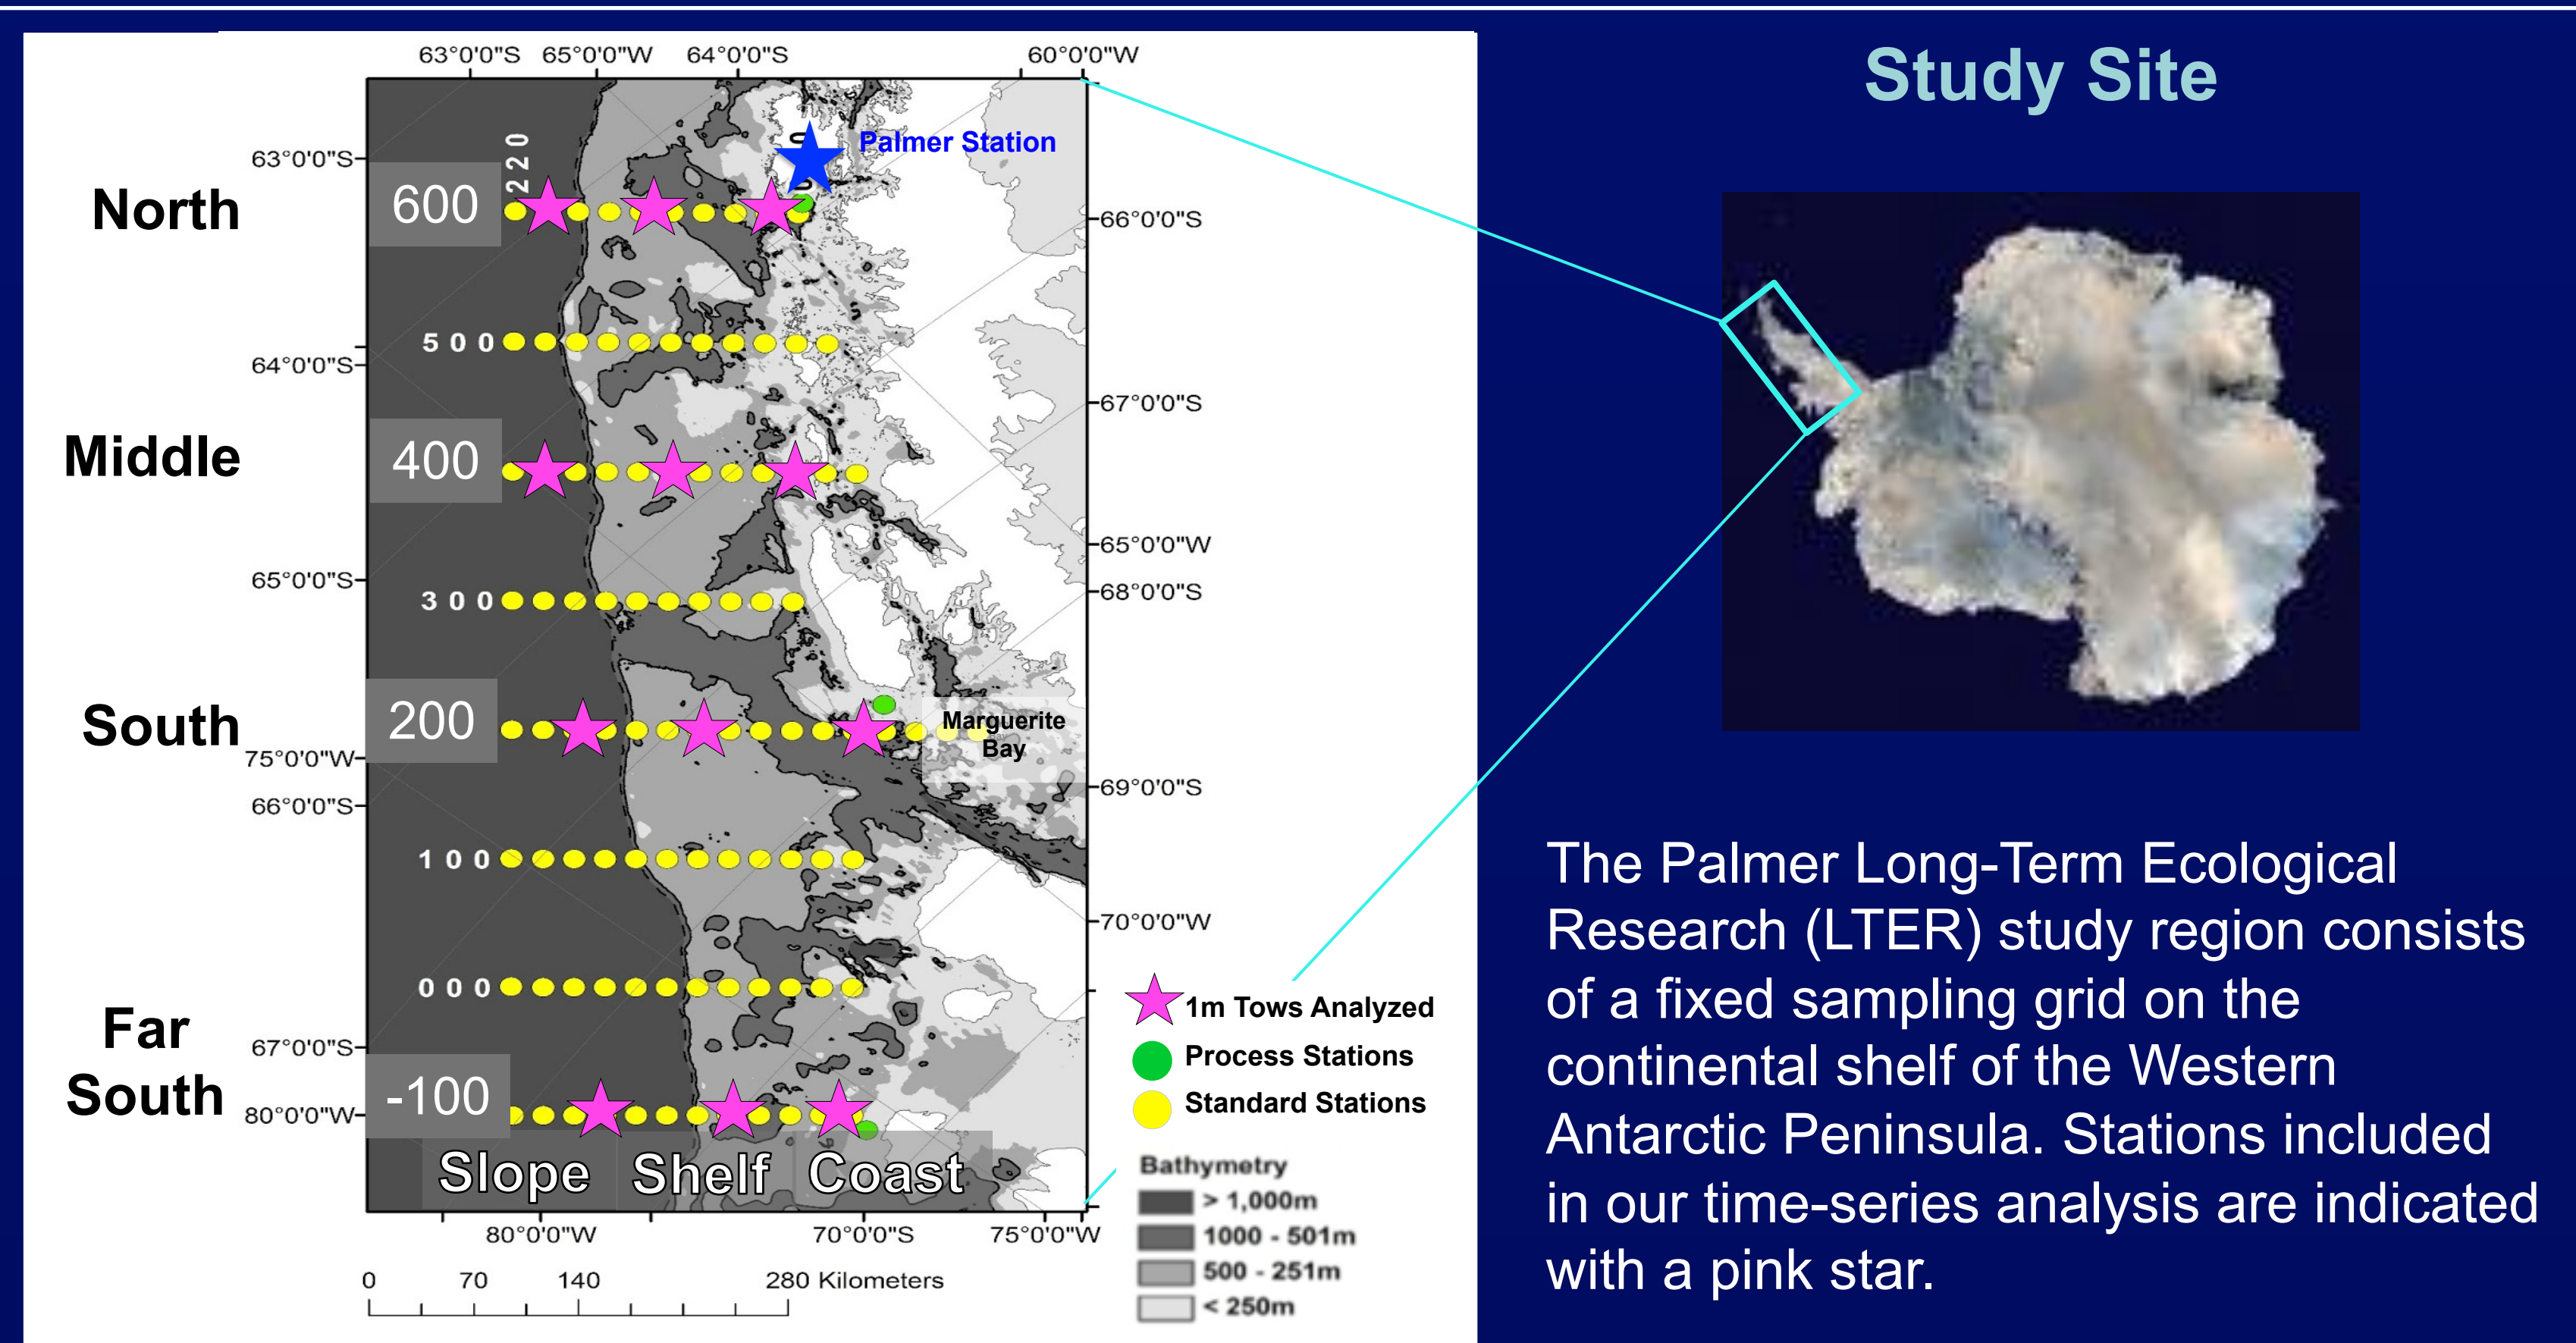 Study Site
63°0'0"S 65°0'0"W 64°0'0"S 60°0'0"W
63°0'0"S
220
Palmer Station
North
600
66°0'0"S
500
64°0'0"S
67°0'0"S
Middle
400
65°0'0"W
65°0'0"S
68°0'0"S
300
South
200
Marguerite
Bay
75°0'0"W
69°0'0"S
66°0'0"S
100
70°0'0"W
000
Far
South
67°0'0"S
-100
80°0'0"W
Slope Shelf Coast
80°0'0"W 70°0'0"S 75°0'0"W
0 70 140 280 Kilometers
1m Tows Analyzed
Process Stations
Standard Stations
Bathymetry
> 1,000m
1000 - 501m
500 - 251m
< 250m
The Palmer Long-Term Ecological
Research (LTER) study region consists
of a fixed sampling grid on the
continental shelf of the Western
Antarctic Peninsula. Stations included
in our time-series analysis are indicated
with a pink star.